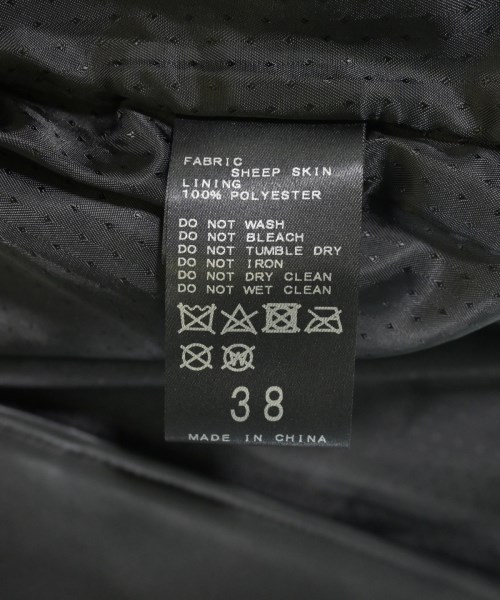 FABRIC
SHEEP SKIN
LINING
100% POLYESTER
DO NOT WASH
DO NOT BLEACH
DO NOT TUMBLE DRY
DO NOT IRON
DO NOT DRY CLEAN
DO NOT WET CLEAN
W
38
MADE IN CHINA